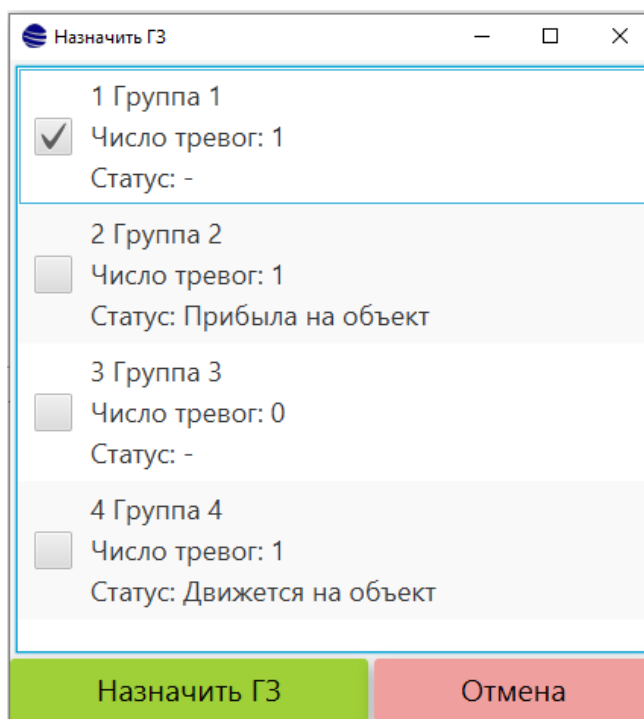 Назначить ГЗ
1 Группа 1
Число тревог: 1
Статус: -
2 Группа 2
Число тревог: 1
Статус: Прибыла на объект
3 Группа 3
Число тревог: 0
Статус: -
4 Группа 4
Число тревог: 1
Статус: Движется на объект
Назначить ГЗ Отмена